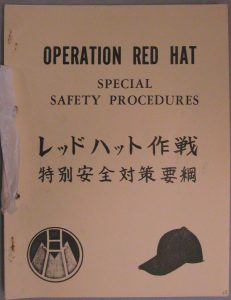 OPERATION RED HAT
SPECIAL
SAFETY PROCEDURES
レッドハット作戦
特別安全対策要綱